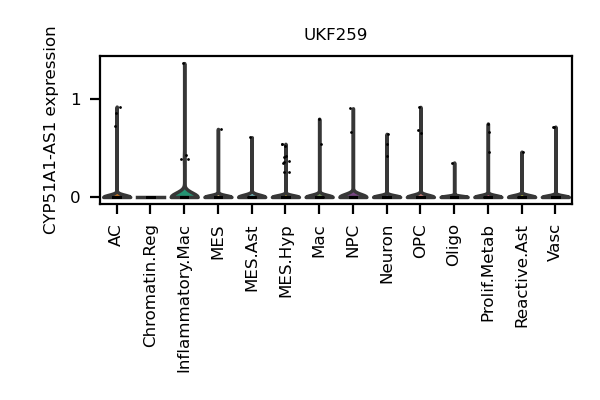 UKF259
CYP51A1-AS1 expression
1
0
AC
Chromatin.Reg
Inflammatory.Mac
MES
MES.Ast
MES.Hyp
Mac
NPC
Neuron
OPC
Oligo
Prolif.Metab
Reactive.Ast
Vasc